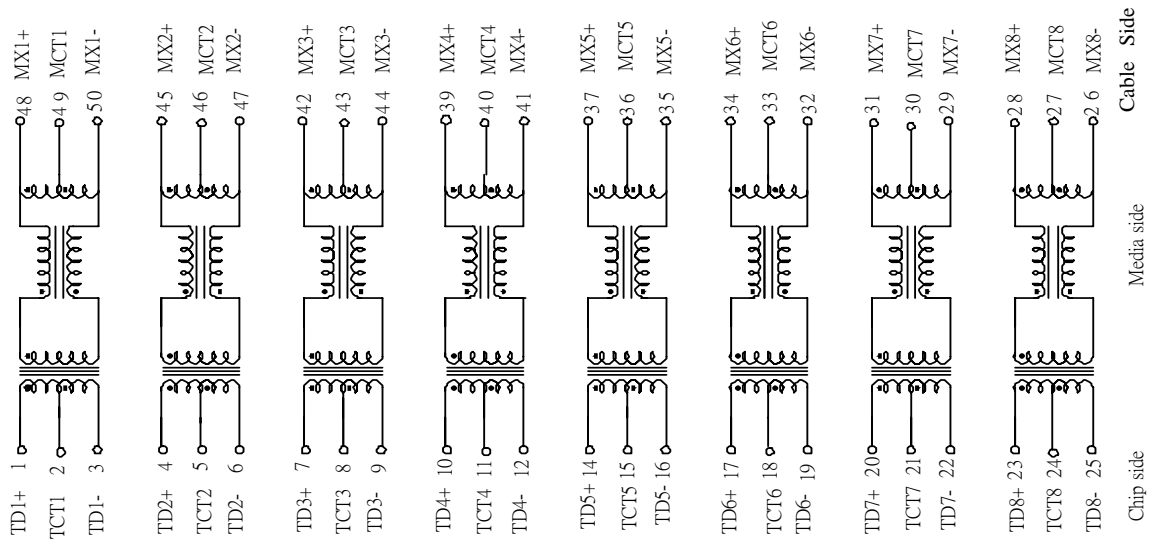 48 MX1+
49 MCT1
50 MX1-
45 MX2+
46 MCT2
47 MX2-
42 MX3+
43 MCT3
44 MX3-
39 MX4+
40 MCT4
41 MX4-
37 MX5+
36 MCT5
35 MX5-
34 MX6+
33 MCT6
32 MX6-
31 MX7+
30 MCT7
29 MX7-
28 MX8+
27 MCT8
26 MX8-
Cable Side
Media side
TD1+ 1
TCT1 2
TD1- 3
TD2+ 4
TCT2 5
TD2- 6
TD3+ 7
TCT3 8
TD3- 9
TD4+ 10
TCT4 11
TD4- 12
TD5+ 14
TCT5 15
TD5- 16
TD6+ 17
TCT6 18
TD6- 19
TD7+ 20
TCT7 21
TD7- 22
TD8+ 23
TCT8 24
TD8- 25
Chip side